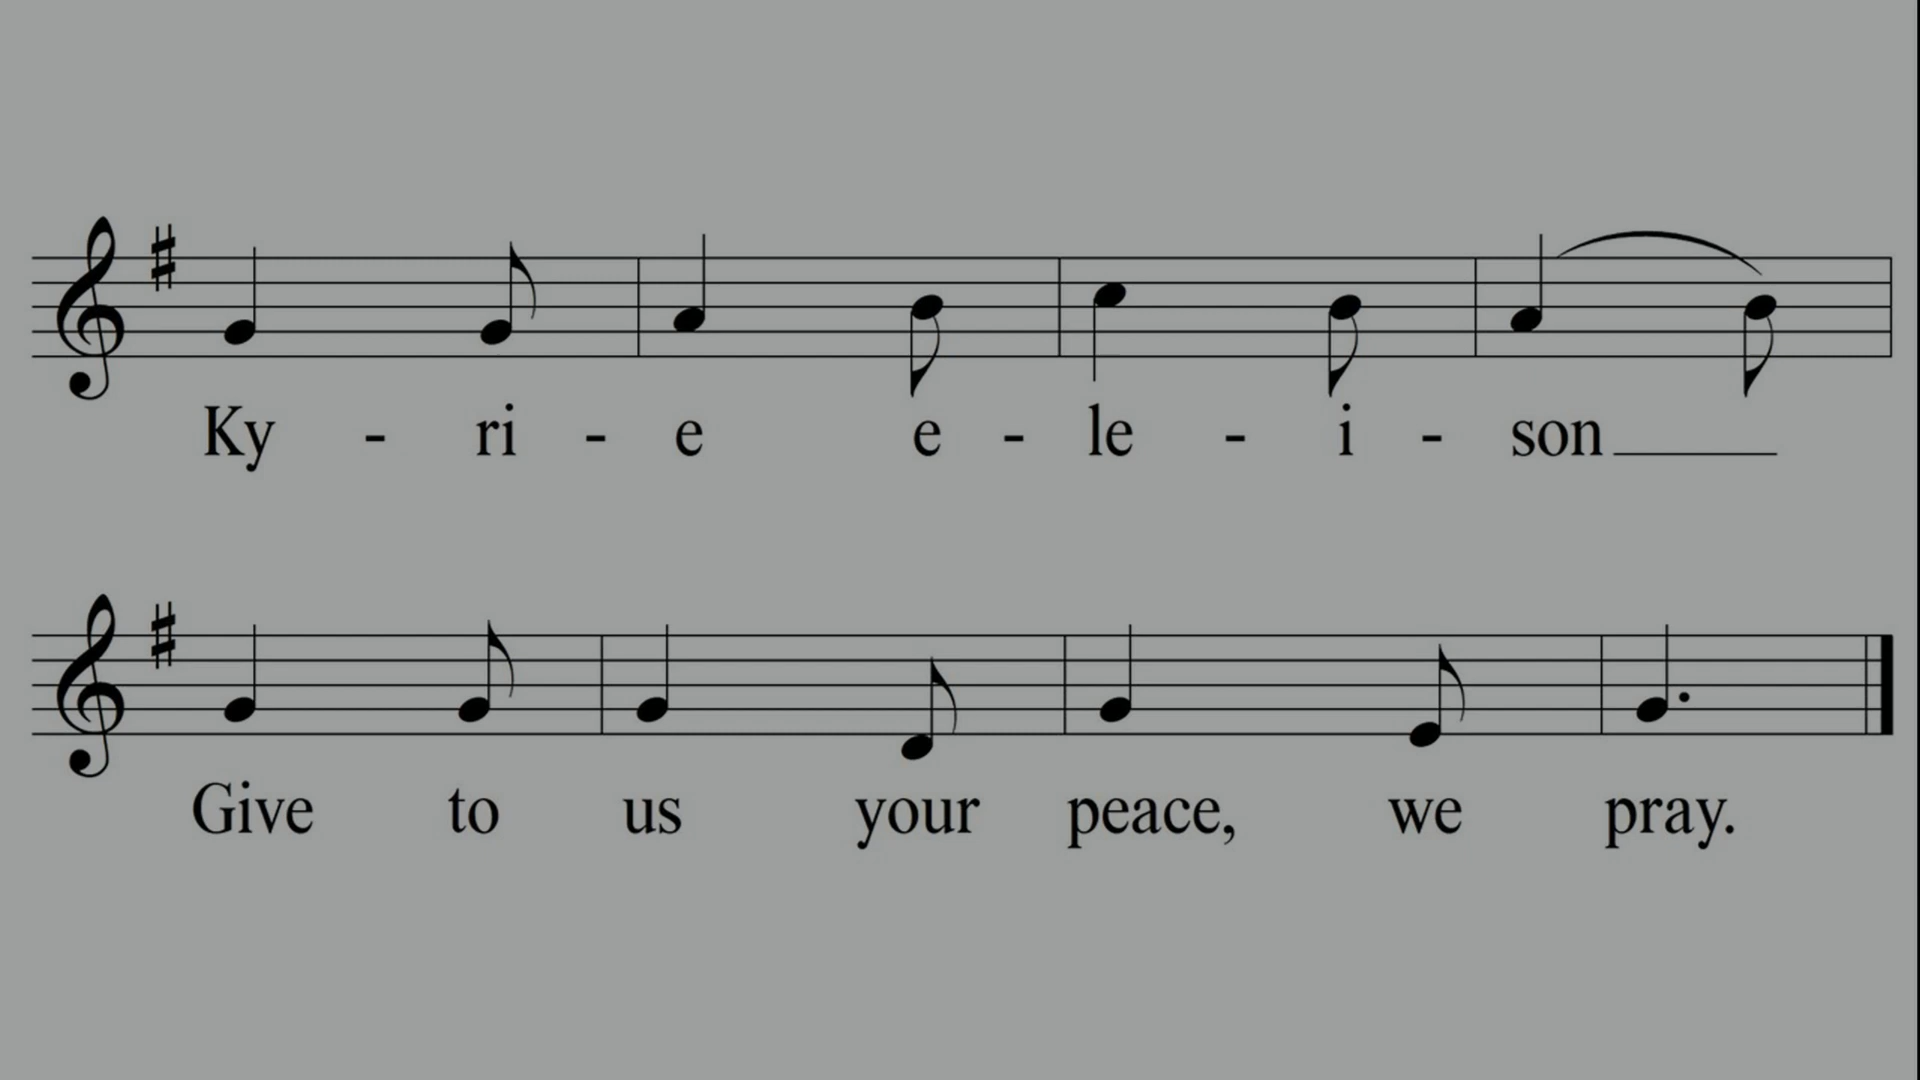 Ky - ri - e e - le - i - son
Give to us your peace, we pray.